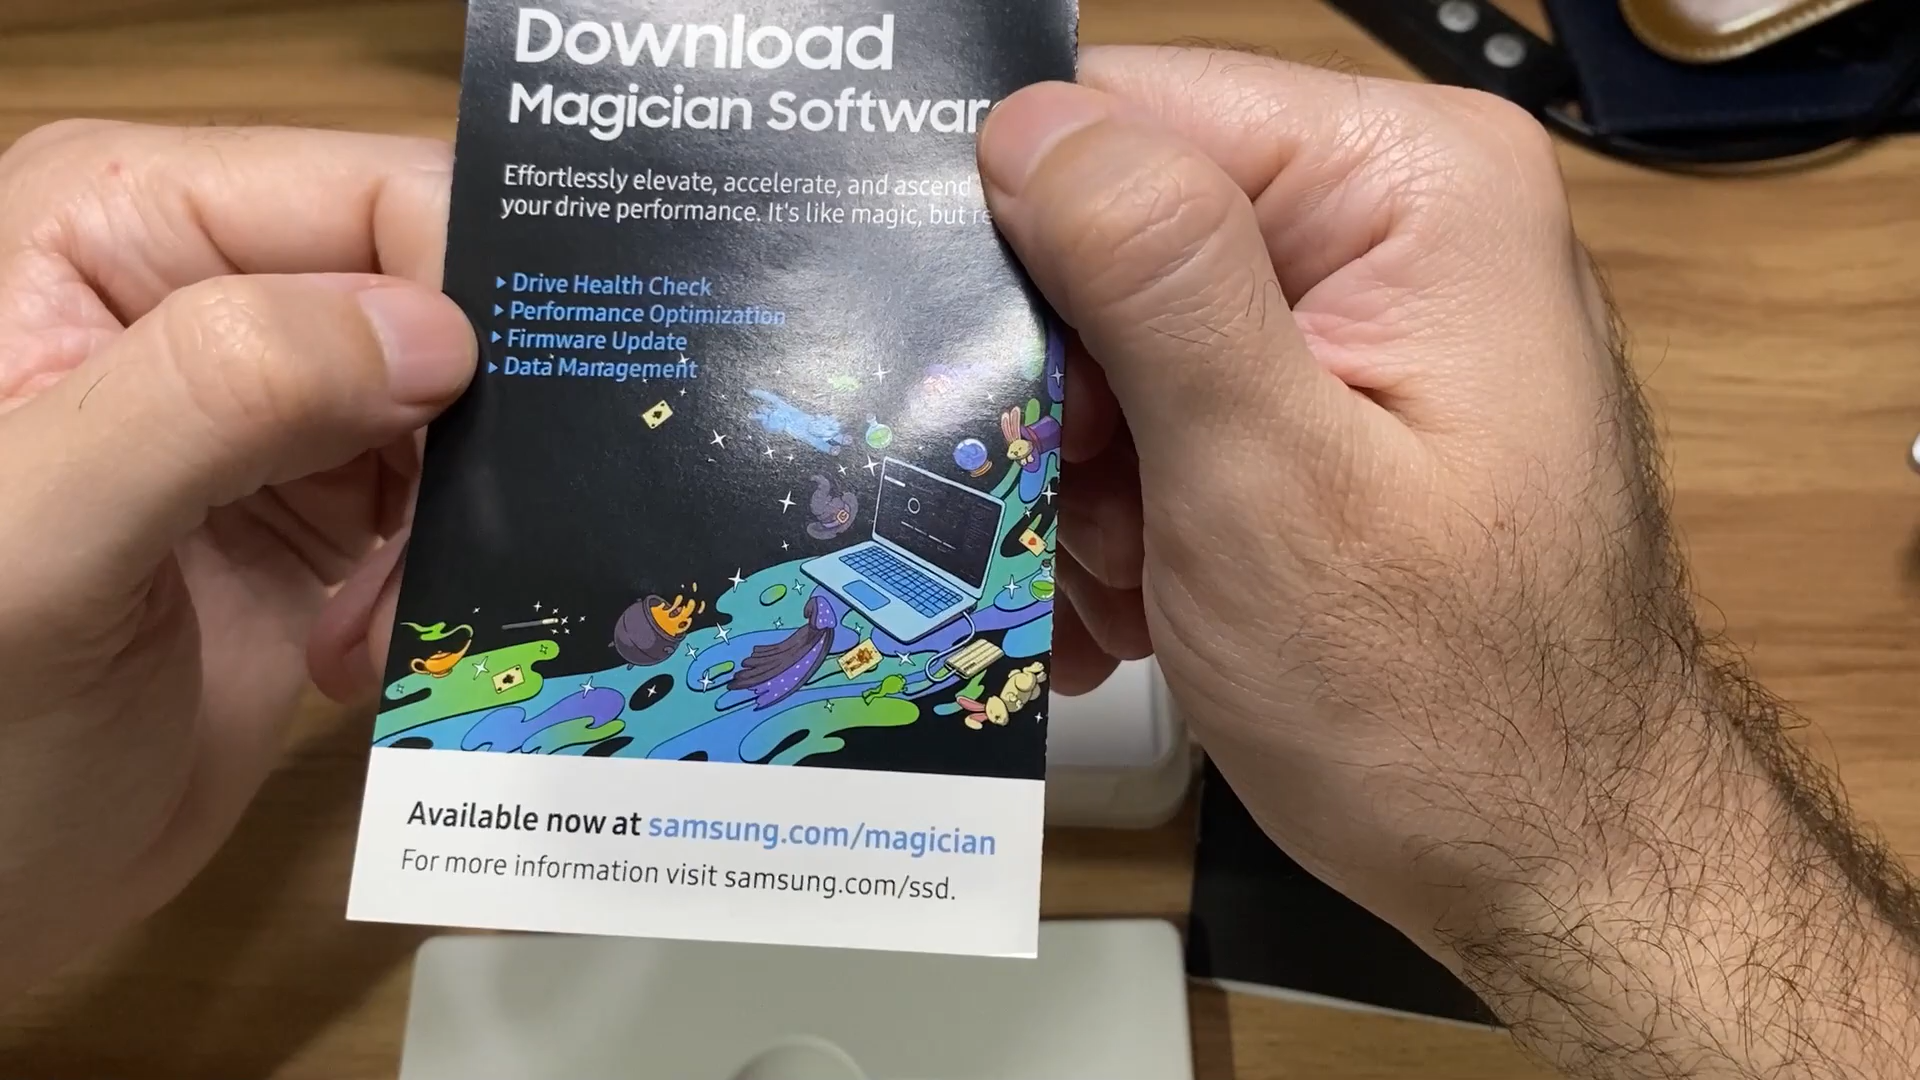 Download
Magician Software
Effortlessly elevate, accelerate, and ascend
your drive performance. It's like magic, but
▸ Drive Health Check
▸ Performance Optimization
▸ Firmware Update
▸ Data Management
Available now at samsung.com/magician
For more information visit samsung.com/ssd.